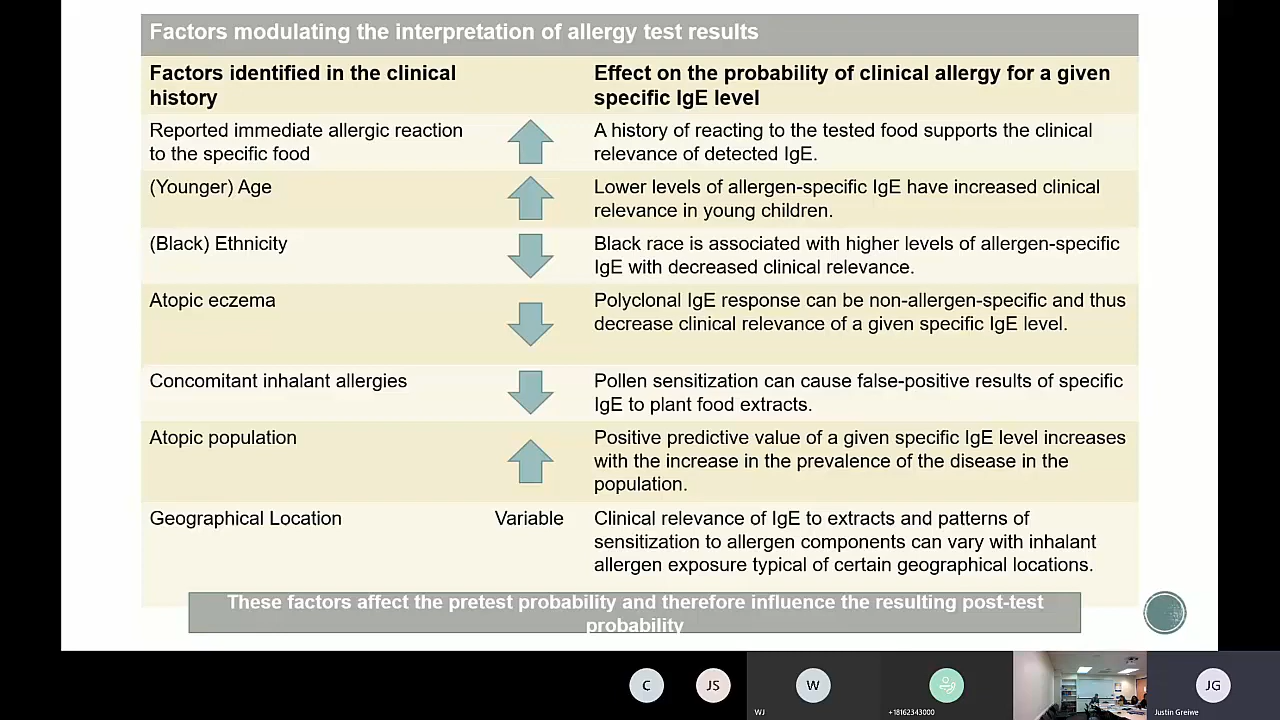 Factors modulating the interpretation of allergy test results
Factors identified in the clinical
history
Effect on the probability of clinical allergy for a given
specific IgE level
Reported immediate allergic reaction
to the specific food
A history of reacting to the tested food supports the clinical
relevance of detected IgE.
(Younger) Age
Lower levels of allergen-specific IgE have increased clinical
relevance in young children.
(Black) Ethnicity
Black race is associated with higher levels of allergen-specific
IgE with decreased clinical relevance.
Atopic eczema
Polyclonal IgE response can be non-allergen-specific and thus
decrease clinical relevance of a given specific IgE level.
Concomitant inhalant allergies
Pollen sensitization can cause false-positive results of specific
IgE to plant food extracts.
Atopic population
Positive predictive value of a given specific IgE level increases
with the increase in the prevalence of the disease in the
population.
Geographical Location
Variable
Clinical relevance of IgE to extracts and patterns of
sensitization to allergen components can vary with inhalant
allergen exposure typical of certain geographical locations.
These factors affect the pretest probability and therefore influence the resulting post-test
probability
C
JS
W
WJ
+18162343000
JG
Justin Greiwe